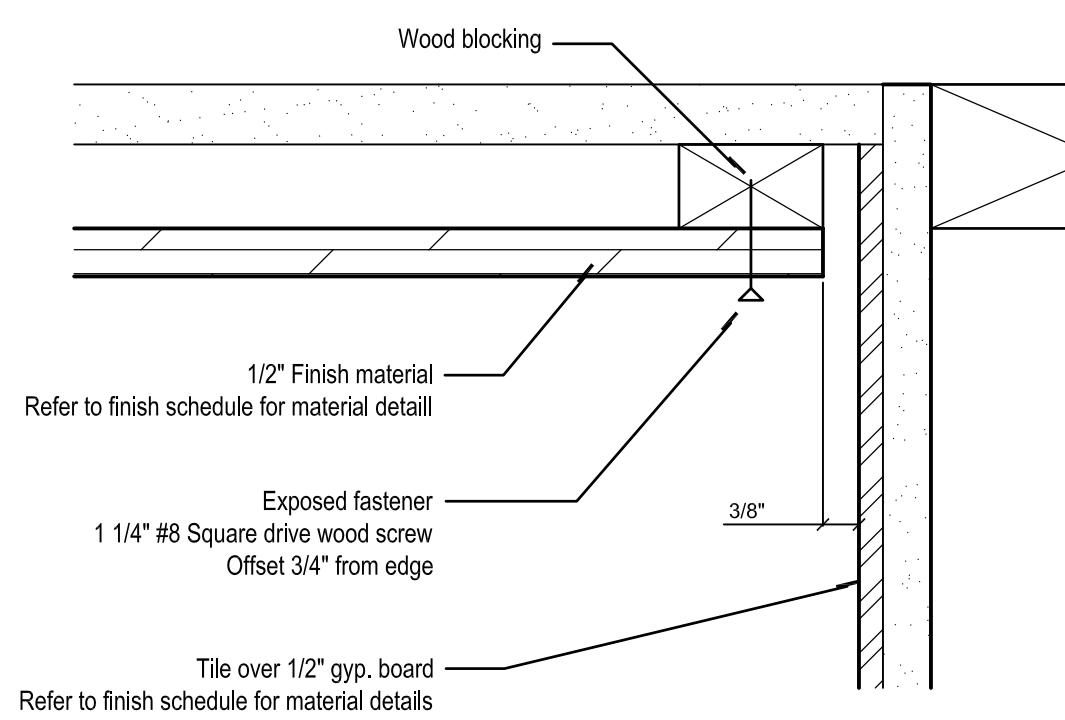 Wood blocking
1/2" Finish material
Refer to finish schedule for material detaill
Exposed fastener
1 1/4" #8 Square drive wood screw
Offset 3/4" from edge
3/8"
Tile over 1/2" gyp. board
Refer to finish schedule for material details